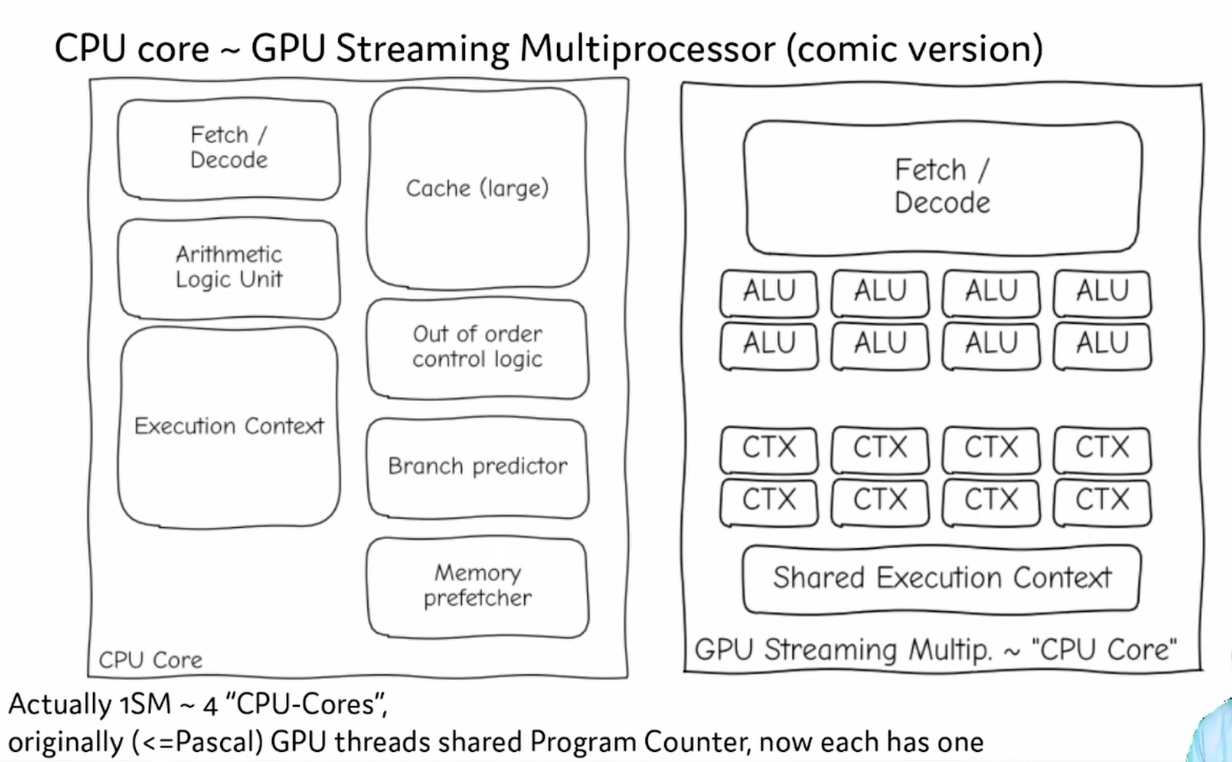 CPU core ~ GPU Streaming Multiprocessor (comic version)
Fetch /
Decode
Arithmetic
Logic Unit
Execution Context
Cache (large)
Out of order
control logic
Branch predictor
Memory
prefetcher
CPU Core
Fetch /
Decode
ALU ALU ALU ALU
ALU ALU ALU ALU
CTX CTX CTX CTX
CTX CTX CTX CTX
Shared Execution Context
GPU Streaming Multip. ~ "CPU Core"
Actually 1SM ~ 4 "CPU-Cores",
originally (<=Pascal) GPU threads shared Program Counter, now each has one